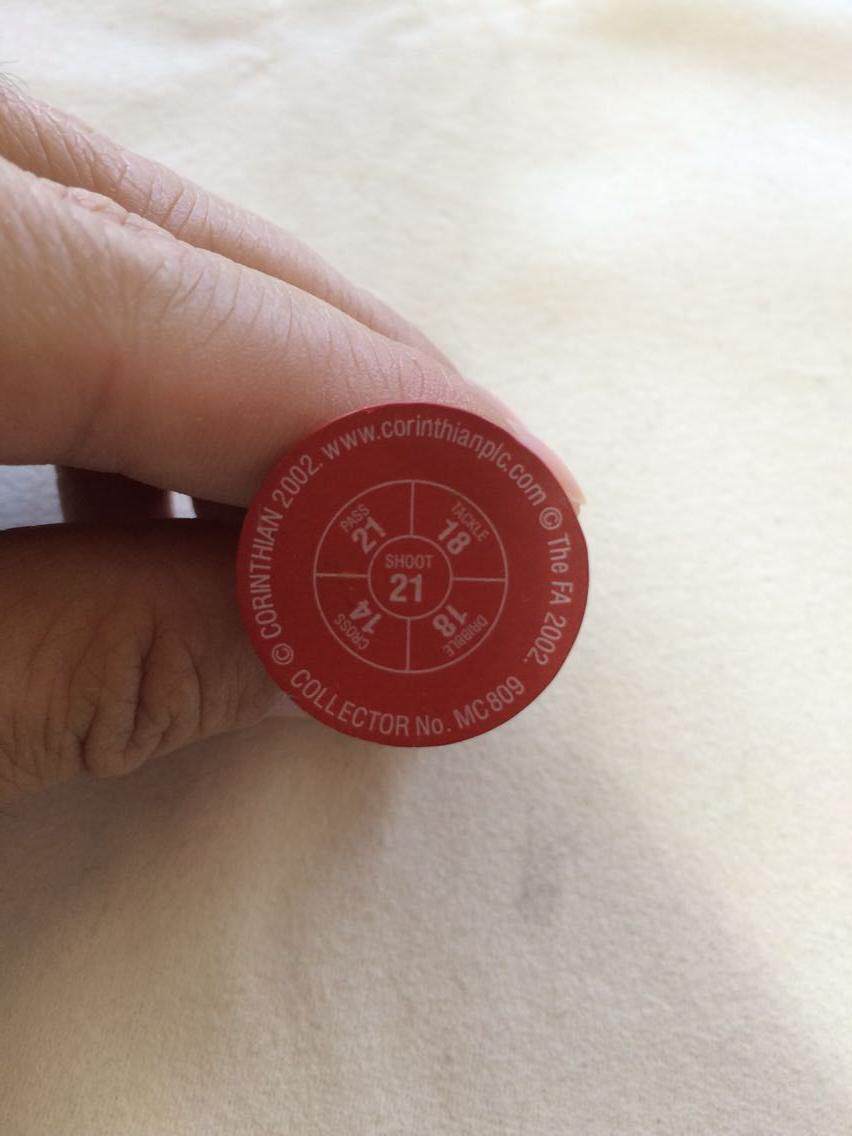 © CORINTHIAN 2002. www.corinthianplc.com © The FA 2002.
PASS
21
TACKLE
18
SHOOT
21
CROSS
14
DRIBBLE
18
COLLECTOR No. MC809